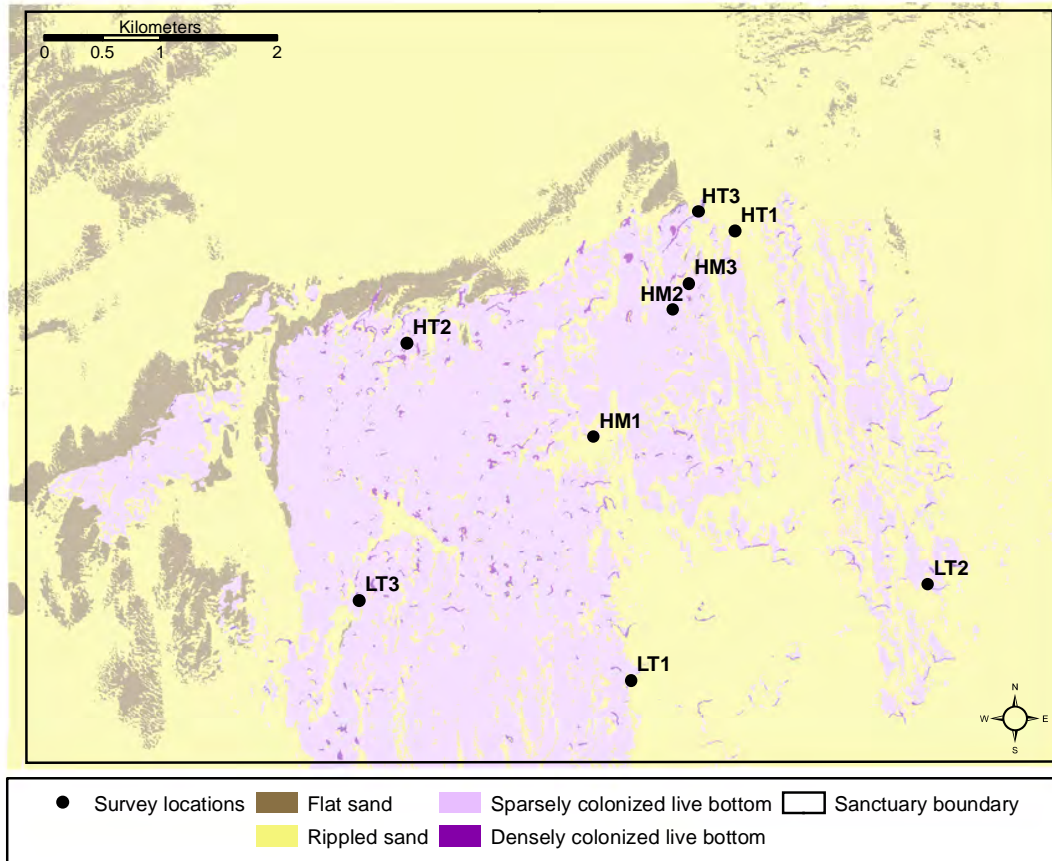 Kilometers
0 0.5 1 2
HT3
HT1
HM3
HM2
HT2
HM1
LT3
LT2
LT1
N
W E
S
Survey locations Flat sand Sparsely colonized live bottom Sanctuary boundary
Rippled sand Densely colonized live bottom